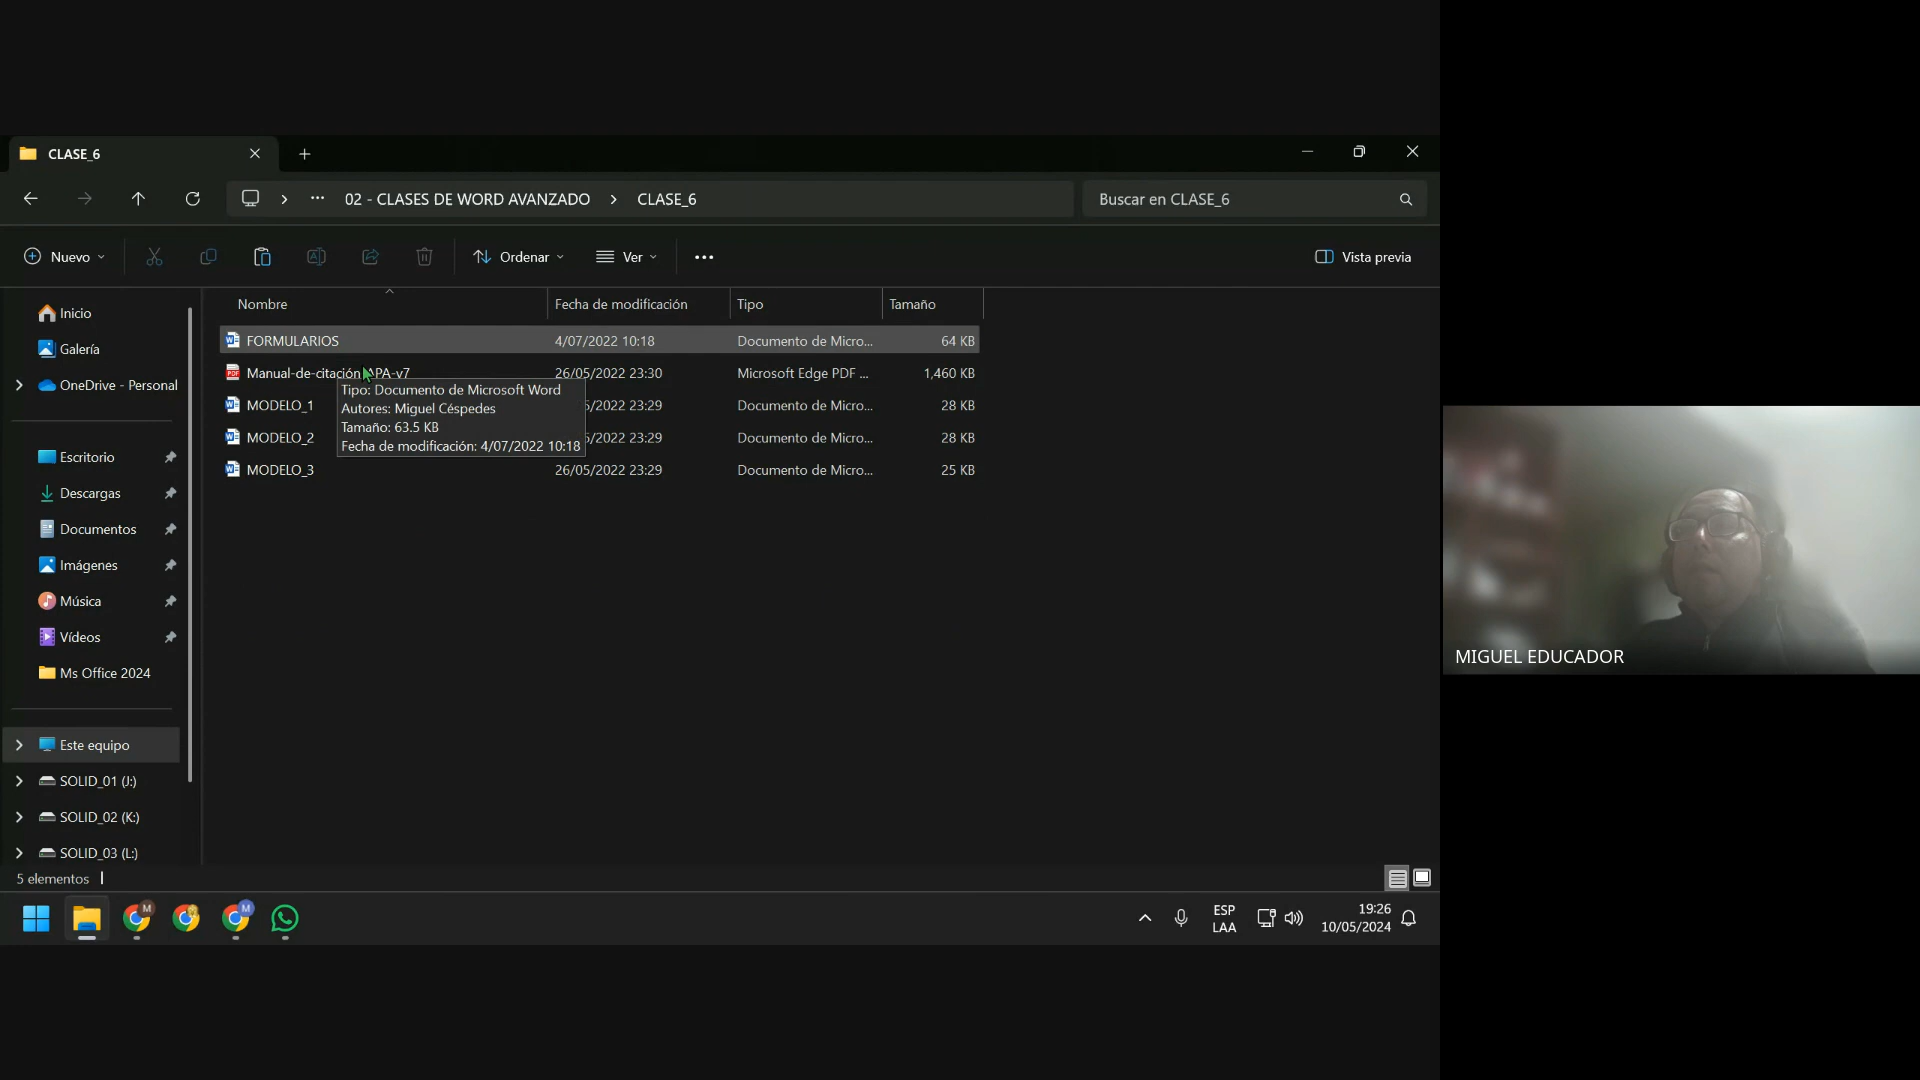 CLASE_6
02 - CLASES DE WORD AVANZADO > CLASE_6
Buscar en CLASE_6
Nuevo
Ordenar
Ver
Vista previa
Nombre Fecha de modificación Tipo Tamaño
FORMULARIOS 4/07/2022 10:18 Documento de Micro... 64 KB
Manual-de-citación APA-v7 26/05/2022 23:30 Microsoft Edge PDF ... 1,460 KB
MODELO_1 5/2022 23:29 Documento de Micro... 28 KB
MODELO_2 5/2022 23:29 Documento de Micro... 28 KB
MODELO_3 26/05/2022 23:29 Documento de Micro... 25 KB
Tipo: Documento de Microsoft Word
Autores: Miguel Céspedes
Tamaño: 63.5 KB
Fecha de modificación: 4/07/2022 10:18
Inicio
Galería
OneDrive - Personal
Escritorio
Descargas
Documentos
Imágenes
Música
Vídeos
Ms Office 2024
Este equipo
SOLID_01 (J:)
SOLID_02 (K:)
SOLID_03 (L:)
5 elementos
M
M
ESP
LAA
19:26
10/05/2024
MIGUEL EDUCADOR